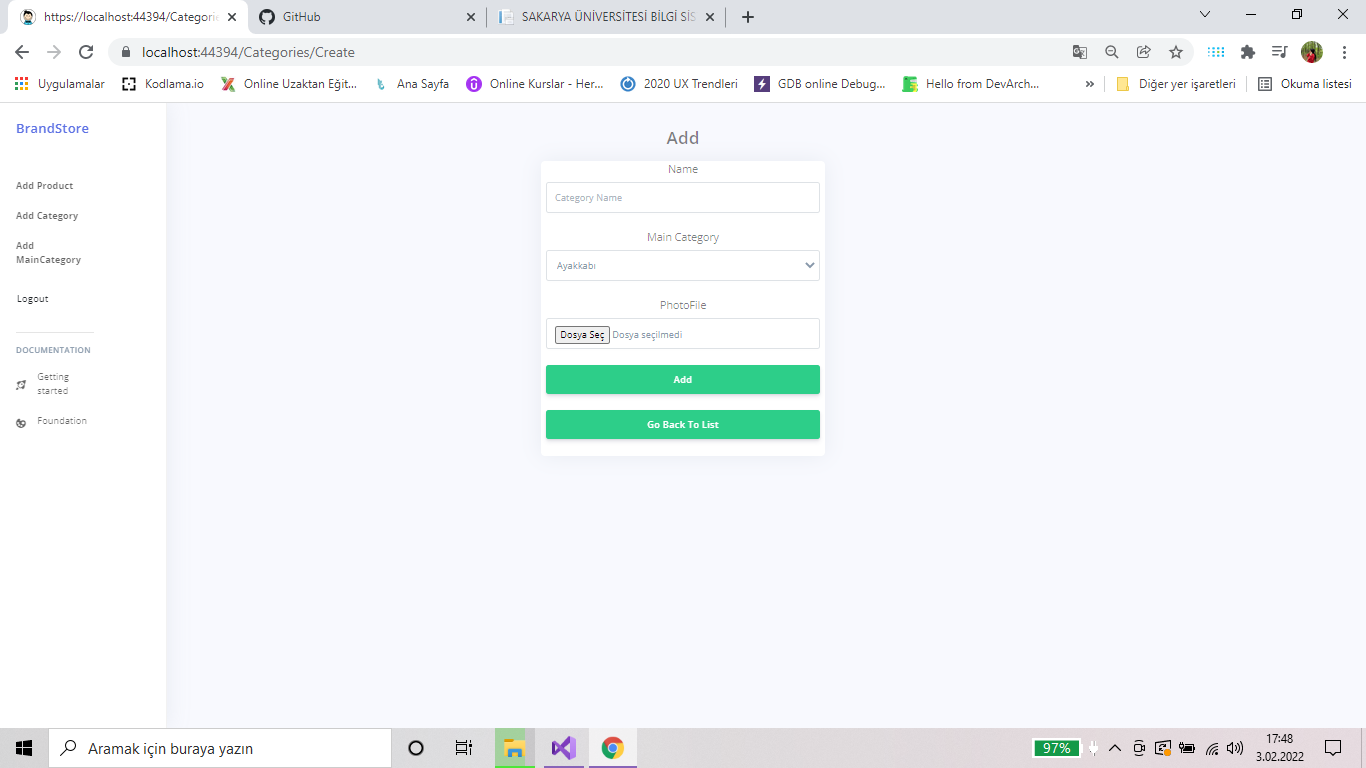 https://localhost:44394/Categorie
GitHub
SAKARYA ÜNİVERSİTESİ BİLGİ SİS
localhost:44394/Categories/Create
Uygulamalar
Kodlama.io
Online Uzaktan Eğit...
Ana Sayfa
Online Kurslar - Her...
2020 UX Trendleri
GDB online Debug...
Hello from DevArch...
»
Diğer yer işaretleri
Okuma listesi
BrandStore
Add Product
Add Category
Add
MainCategory
Logout
DOCUMENTATION
Getting
started
Foundation
Add
Name
Category Name
Main Category
Ayakkabı
PhotoFile
Dosya Seç Dosya seçilmedi
Add
Go Back To List
Aramak için buraya yazın
97%
17:48
3.02.2022